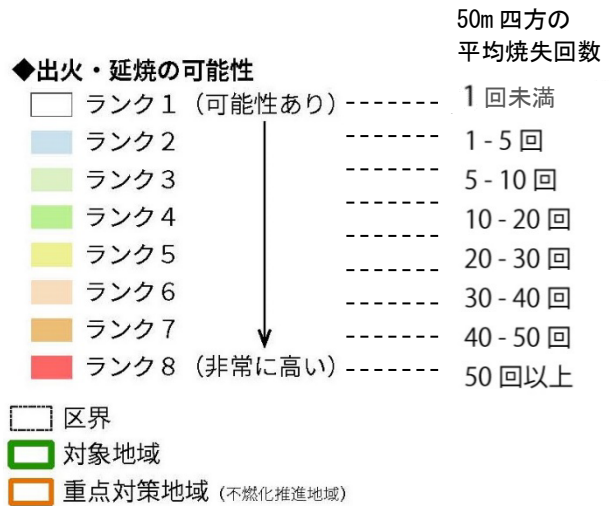 50m 四方の
平均焼失回数
◆出火・延焼の可能性
ランク1（可能性あり） 1 回未満
ランク2 1 - 5 回
ランク3 5 - 10 回
ランク4 10 - 20 回
ランク5 20 - 30 回
ランク6 30 - 40 回
ランク7 40 - 50 回
ランク8（非常に高い） 50 回以上
区界
対象地域
重点対策地域（不燃化推進地域）